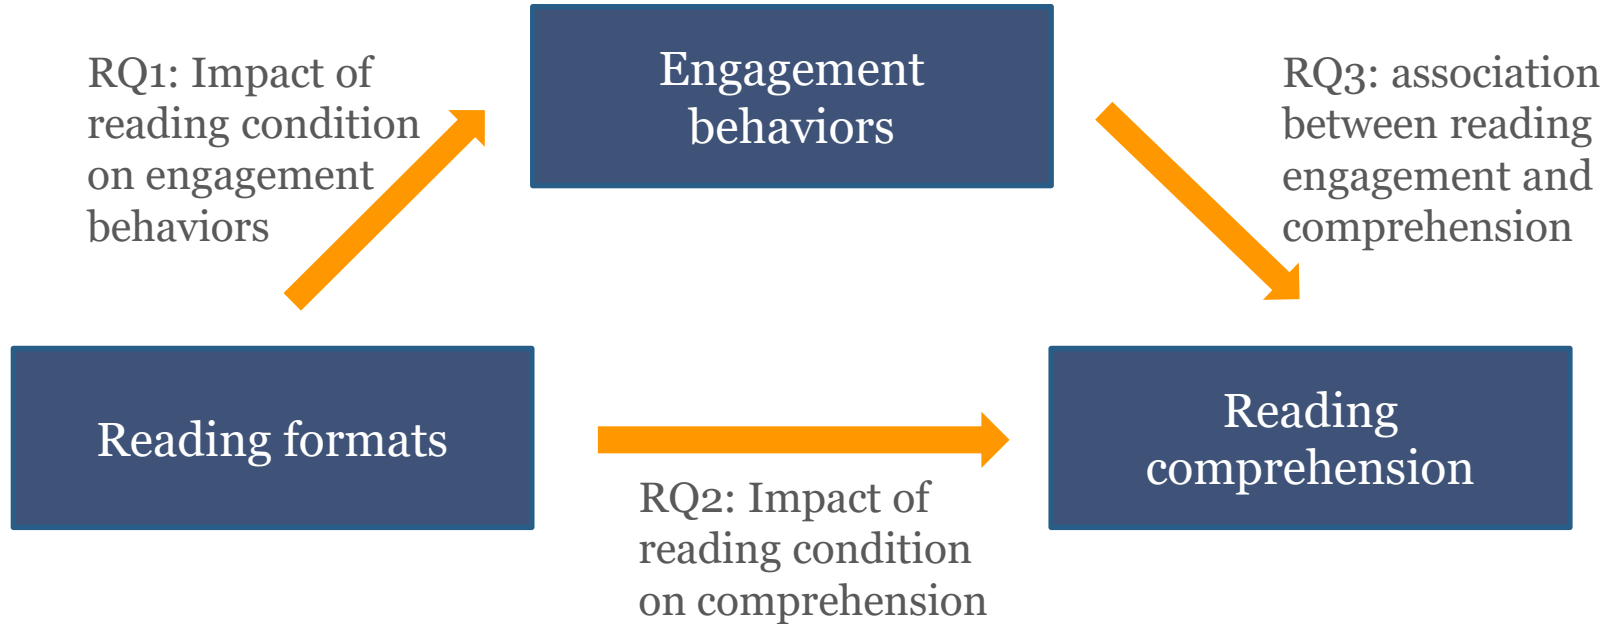 RQ1: Impact of
reading condition
on engagement
behaviors
Engagement
behaviors
RQ3: association
between reading
engagement and
comprehension
Reading formats
RQ2: Impact of
reading condition
on comprehension
Reading
comprehension